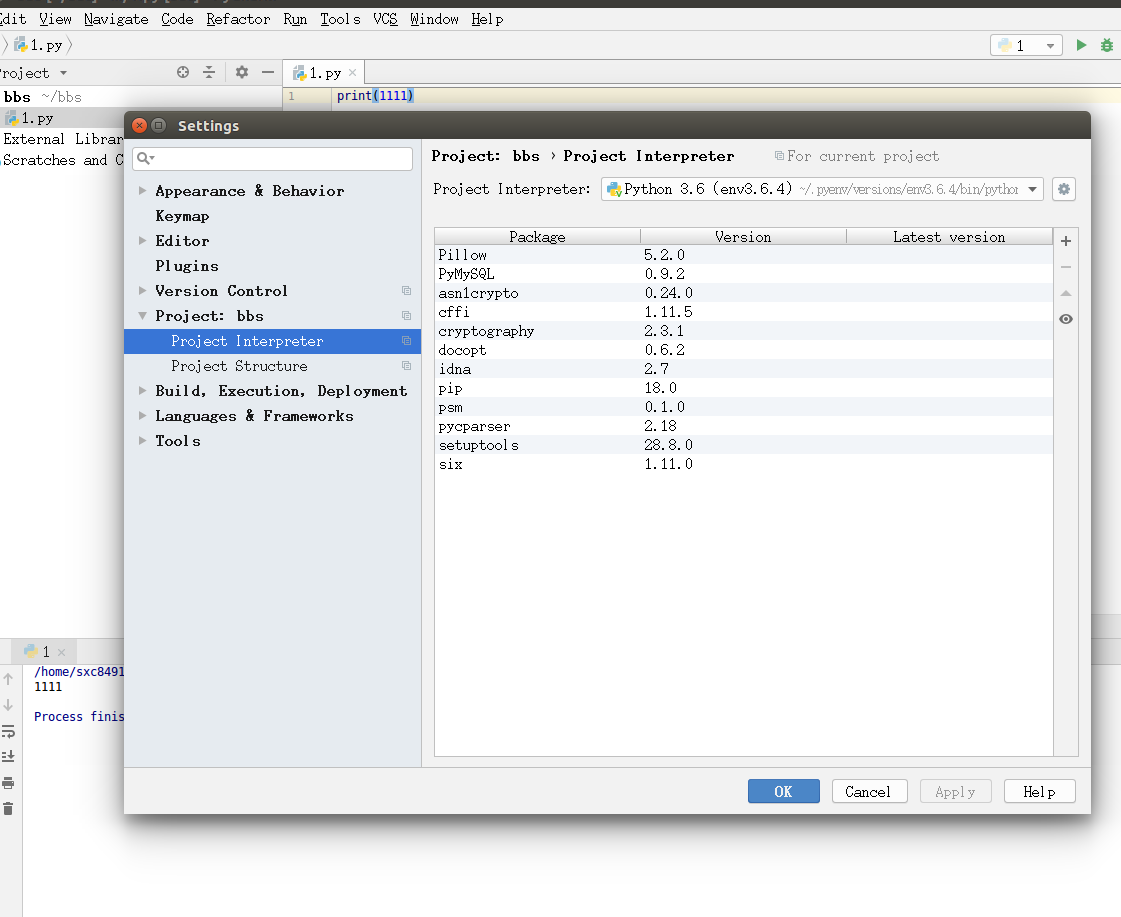 Edit View Navigate Code Refactor Run Tools VCS Window Help
1.py
1
Project
1.py
bbs ~/bbs
1 print(1111)
1.py
External Librar
Scratches and C
Settings
Project: bbs › Project Interpreter For current project
Project Interpreter: Python 3.6 (env3.6.4) ~/.pyenv/versions/env3.6.4/bin/python
Appearance & Behavior
Keymap
Editor
Plugins
Version Control
Project: bbs
Project Interpreter
Project Structure
Build, Execution, Deployment
Languages & Frameworks
Tools
Package Version Latest version
Pillow 5.2.0
PyMySQL 0.9.2
asn1crypto 0.24.0
cffi 1.11.5
cryptography 2.3.1
docopt 0.6.2
idna 2.7
pip 18.0
psm 0.1.0
pycparser 2.18
setuptools 28.8.0
six 1.11.0
OK Cancel Apply Help
1
/home/sxc8491
1111
Process finis